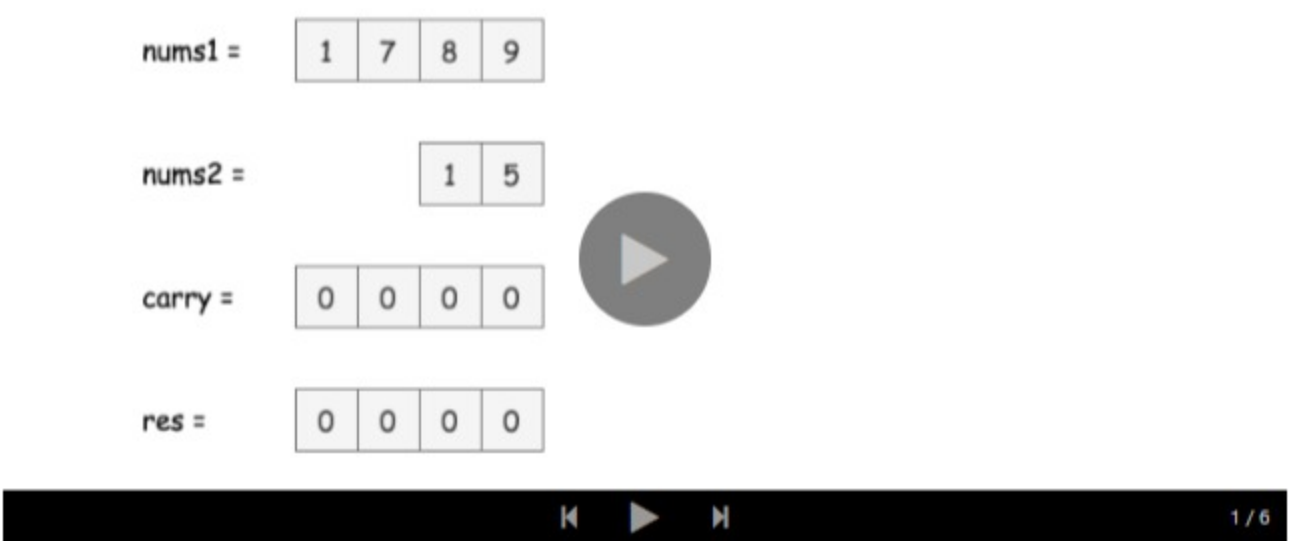 nums1 = 1 7 8 9
nums2 = 1 5
carry = 0 0 0 0
res = 0 0 0 0
1 / 6